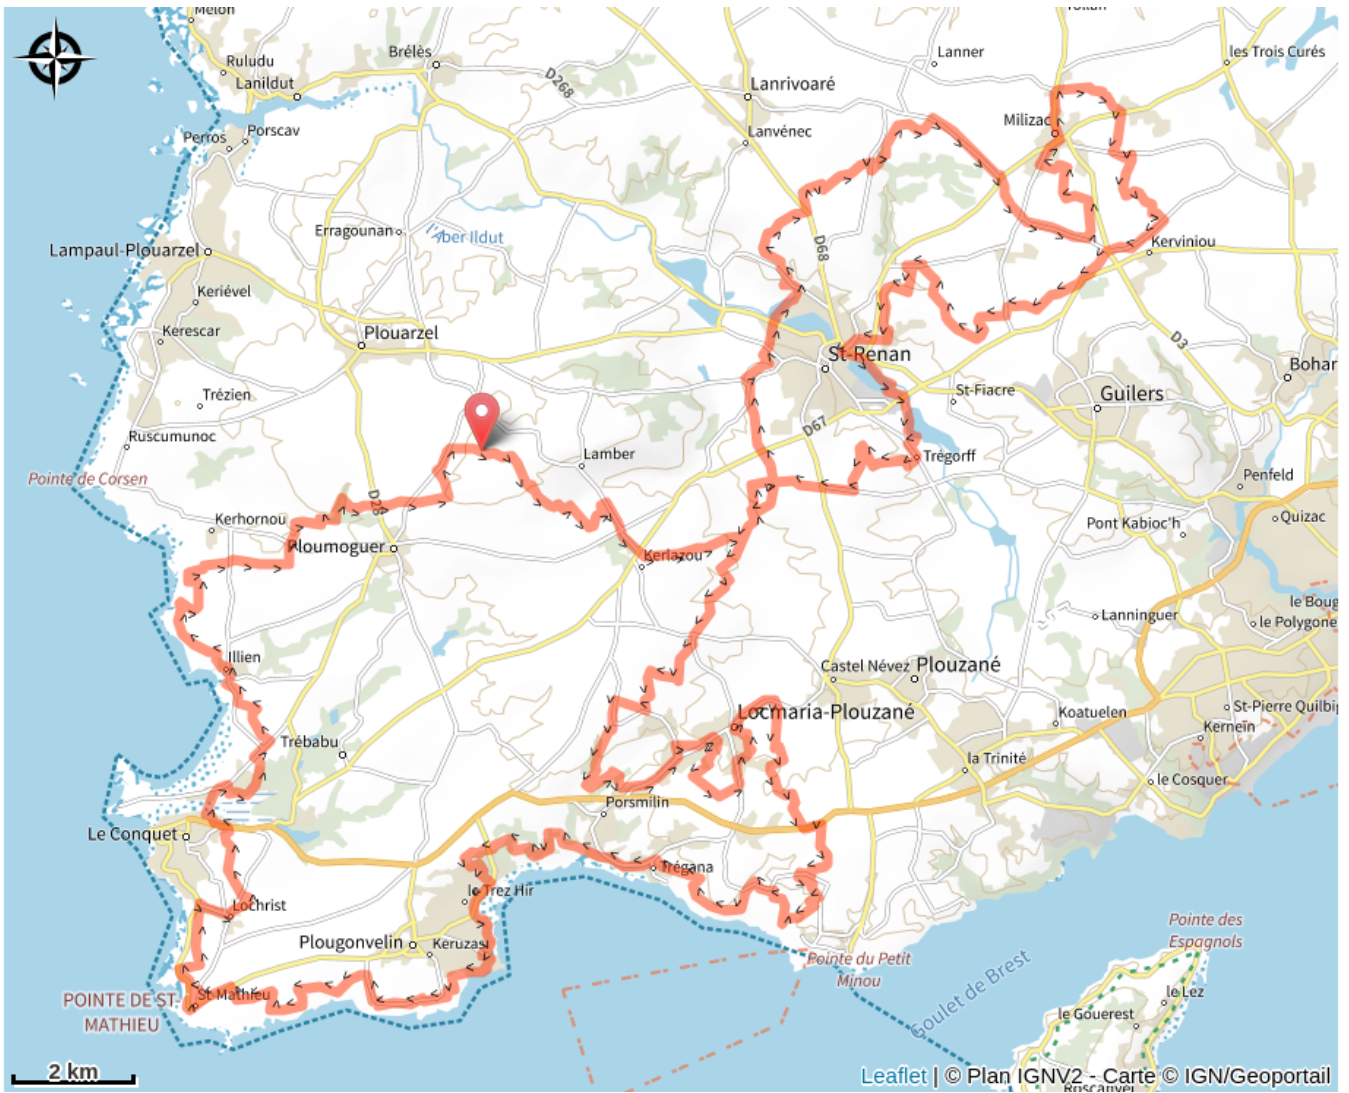 Melon
Ruludu
Lanildut
Brélès
D268
Lanner
les Trois Curés
Lanrivoaré
Perros
Porscav
Lanvénec
Milizac
Erragounan
l'Aber Ildut
D68
Kerviniou
Lampaul-Plouarzel
Keriével
Kerescar
Plouarzel
D3
St-Renan
Bohar
Trézien
St-Fiacre
Guilers
Ruscumunoc
D67
Lamber
Trégorff
Pointe de Corsen
Penfeld
D28
Kerhornou
Pont Kabioc'h
Quizac
Ploumoguer
Kerlazou
le Boug
Lanninguer
le Polygone
Illien
Castel Névez
Plouzané
Locmaria-Plouzané
Koatuelen
St-Pierre Quilbi
Kerneïn
Trébabu
la Trinité
le Cosquer
Porsmilin
Le Conquet
Trégana
le Trez Hir
Lochrist
Pointe des
Espagnols
Plougonvelin
Keruzas
Pointe du Petit
Minou
Goulet de Brest
POINTE DE ST-
MATHIEU
St-Mathieu
le Lez
le Gouerest
2 km
Leaflet | © Plan IGNV2 - Carte © IGN/Geoportail
Roscanvel